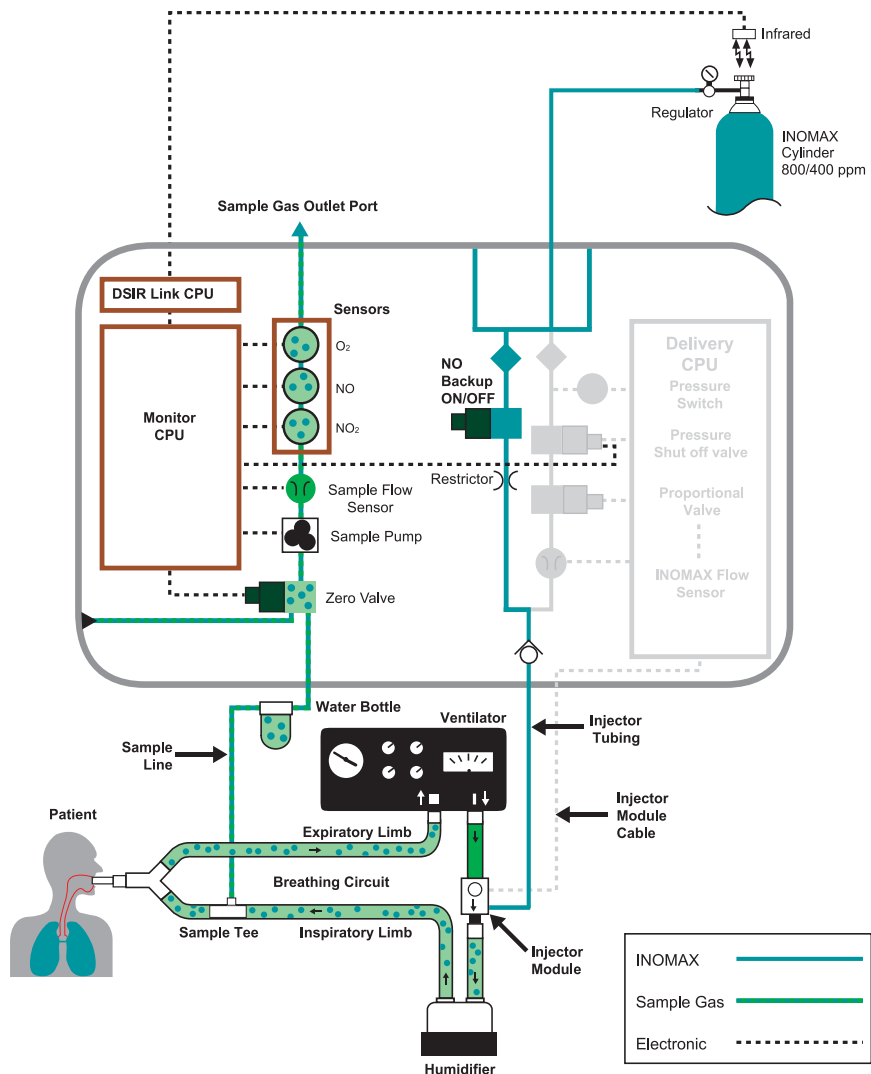 Infrared
Regulator
INOMAX
Cylinder
800/400 ppm
Sample Gas Outlet Port
DSIR Link CPU
Sensors
O₂
NO
NO₂
Monitor
CPU
NO
Backup
ON/OFF
Delivery
CPU
Pressure
Switch
Pressure
Shut off valve
Restrictor
Proportional
Valve
Sample Flow
Sensor
Sample Pump
INOMAX Flow
Sensor
Zero Valve
Water Bottle
Ventilator
Injector
Tubing
Sample
Line
Injector
Module
Cable
Patient
Expiratory Limb
Breathing Circuit
Sample Tee
Inspiratory Limb
Injector
Module
Humidifier
INOMAX
Sample Gas
Electronic